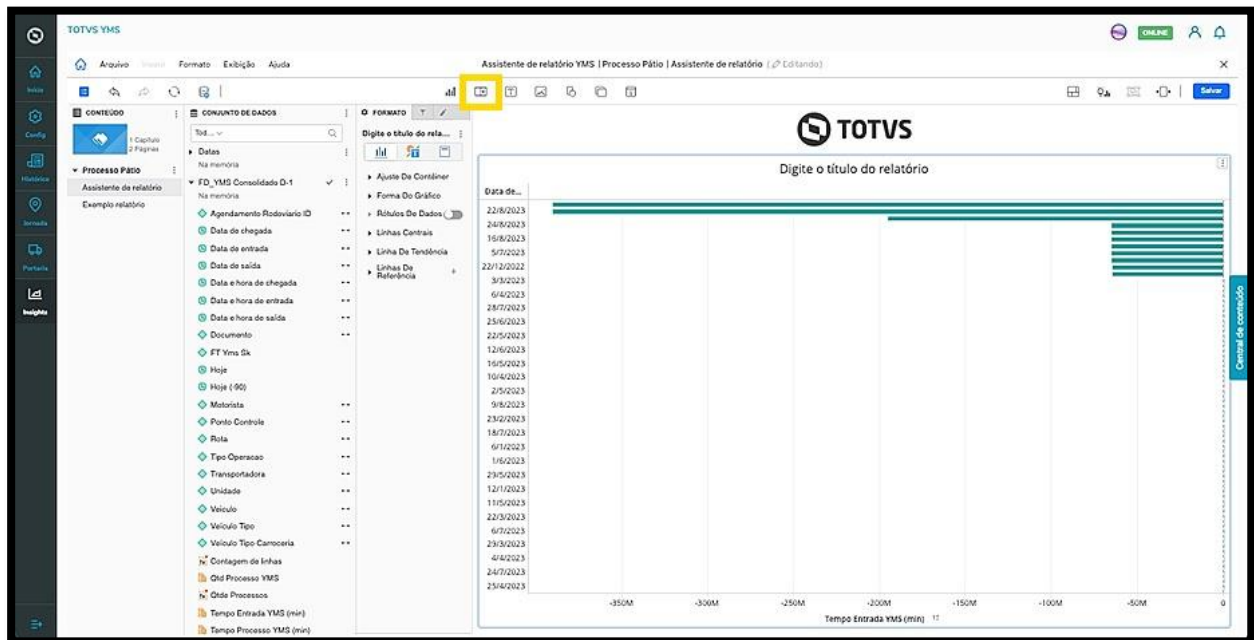 TOTVS YMS
ONLINE
Início
Config
Histórico
Jornada
Portaria
Insights
Arquivo Inserir Formato Exibição Ajuda
Assistente de relatório YMS | Processo Pátio | Assistente de relatório ( Editando)
Salvar
CONTEÚDO
1 Capítulo
2 Páginas
Processo Pátio
Assistente de relatório
Exemplo relatório
CONJUNTO DE DADOS
Tod...
Datas
Na memória
FD_YMS Consolidado D-1
Na memória
Agendamento Rodoviario ID
Data de chegada
Data de entrada
Data de saída
Data e hora de chegada
Data e hora de entrada
Data e hora de saída
Documento
FT Yms Sk
Hoje
Hoje (-90)
Motorista
Ponto Controle
Rota
Tipo Operacao
Transportadora
Unidade
Veiculo
Veiculo Tipo
Veiculo Tipo Carroceria
Contagem de linhas
Qtd Processo YMS
Qtde Processos
Tempo Entrada YMS (min)
Tempo Processo YMS (min)
FORMATO
Digite o título do rela...
Ajuste De Contêiner
Forma Do Gráfico
Rótulos De Dados
Linhas Centrais
Linha De Tendência
Linhas De
Referência
TOTVS
Digite o título do relatório
Data de...
22/8/2023
24/8/2023
16/8/2023
5/7/2023
22/12/2022
3/3/2023
6/4/2023
28/7/2023
25/6/2023
22/5/2023
12/6/2023
16/5/2023
10/4/2023
2/5/2023
9/8/2023
23/2/2023
18/7/2023
6/1/2023
1/6/2023
29/5/2023
12/1/2023
11/5/2023
22/3/2023
6/7/2023
29/3/2023
4/4/2023
24/7/2023
25/4/2023
-350M -300M -250M -200M -150M -100M -50M 0
Tempo Entrada YMS (min)
Central de conteúdo